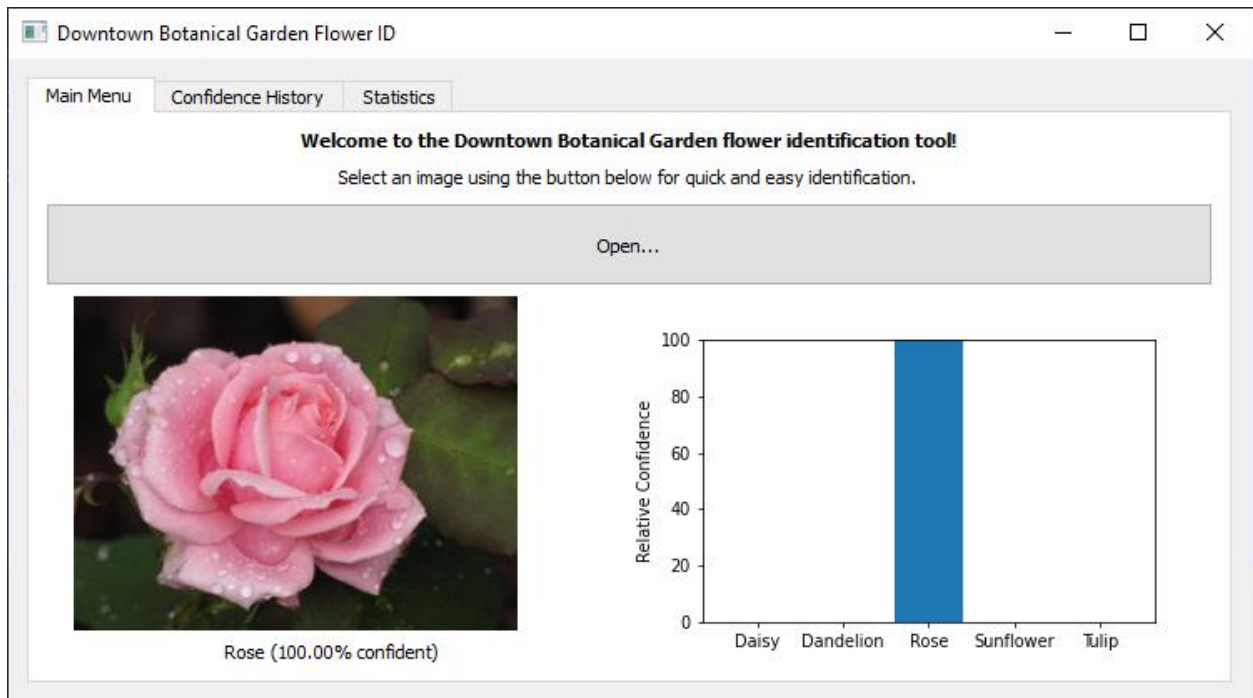 Downtown Botanical Garden Flower ID
Main Menu Confidence History Statistics
Welcome to the Downtown Botanical Garden flower identification tool!
Select an image using the button below for quick and easy identification.
Open...
Rose (100.00% confident)
Relative Confidence
100
80
60
40
20
0
Daisy Dandelion Rose Sunflower Tulip